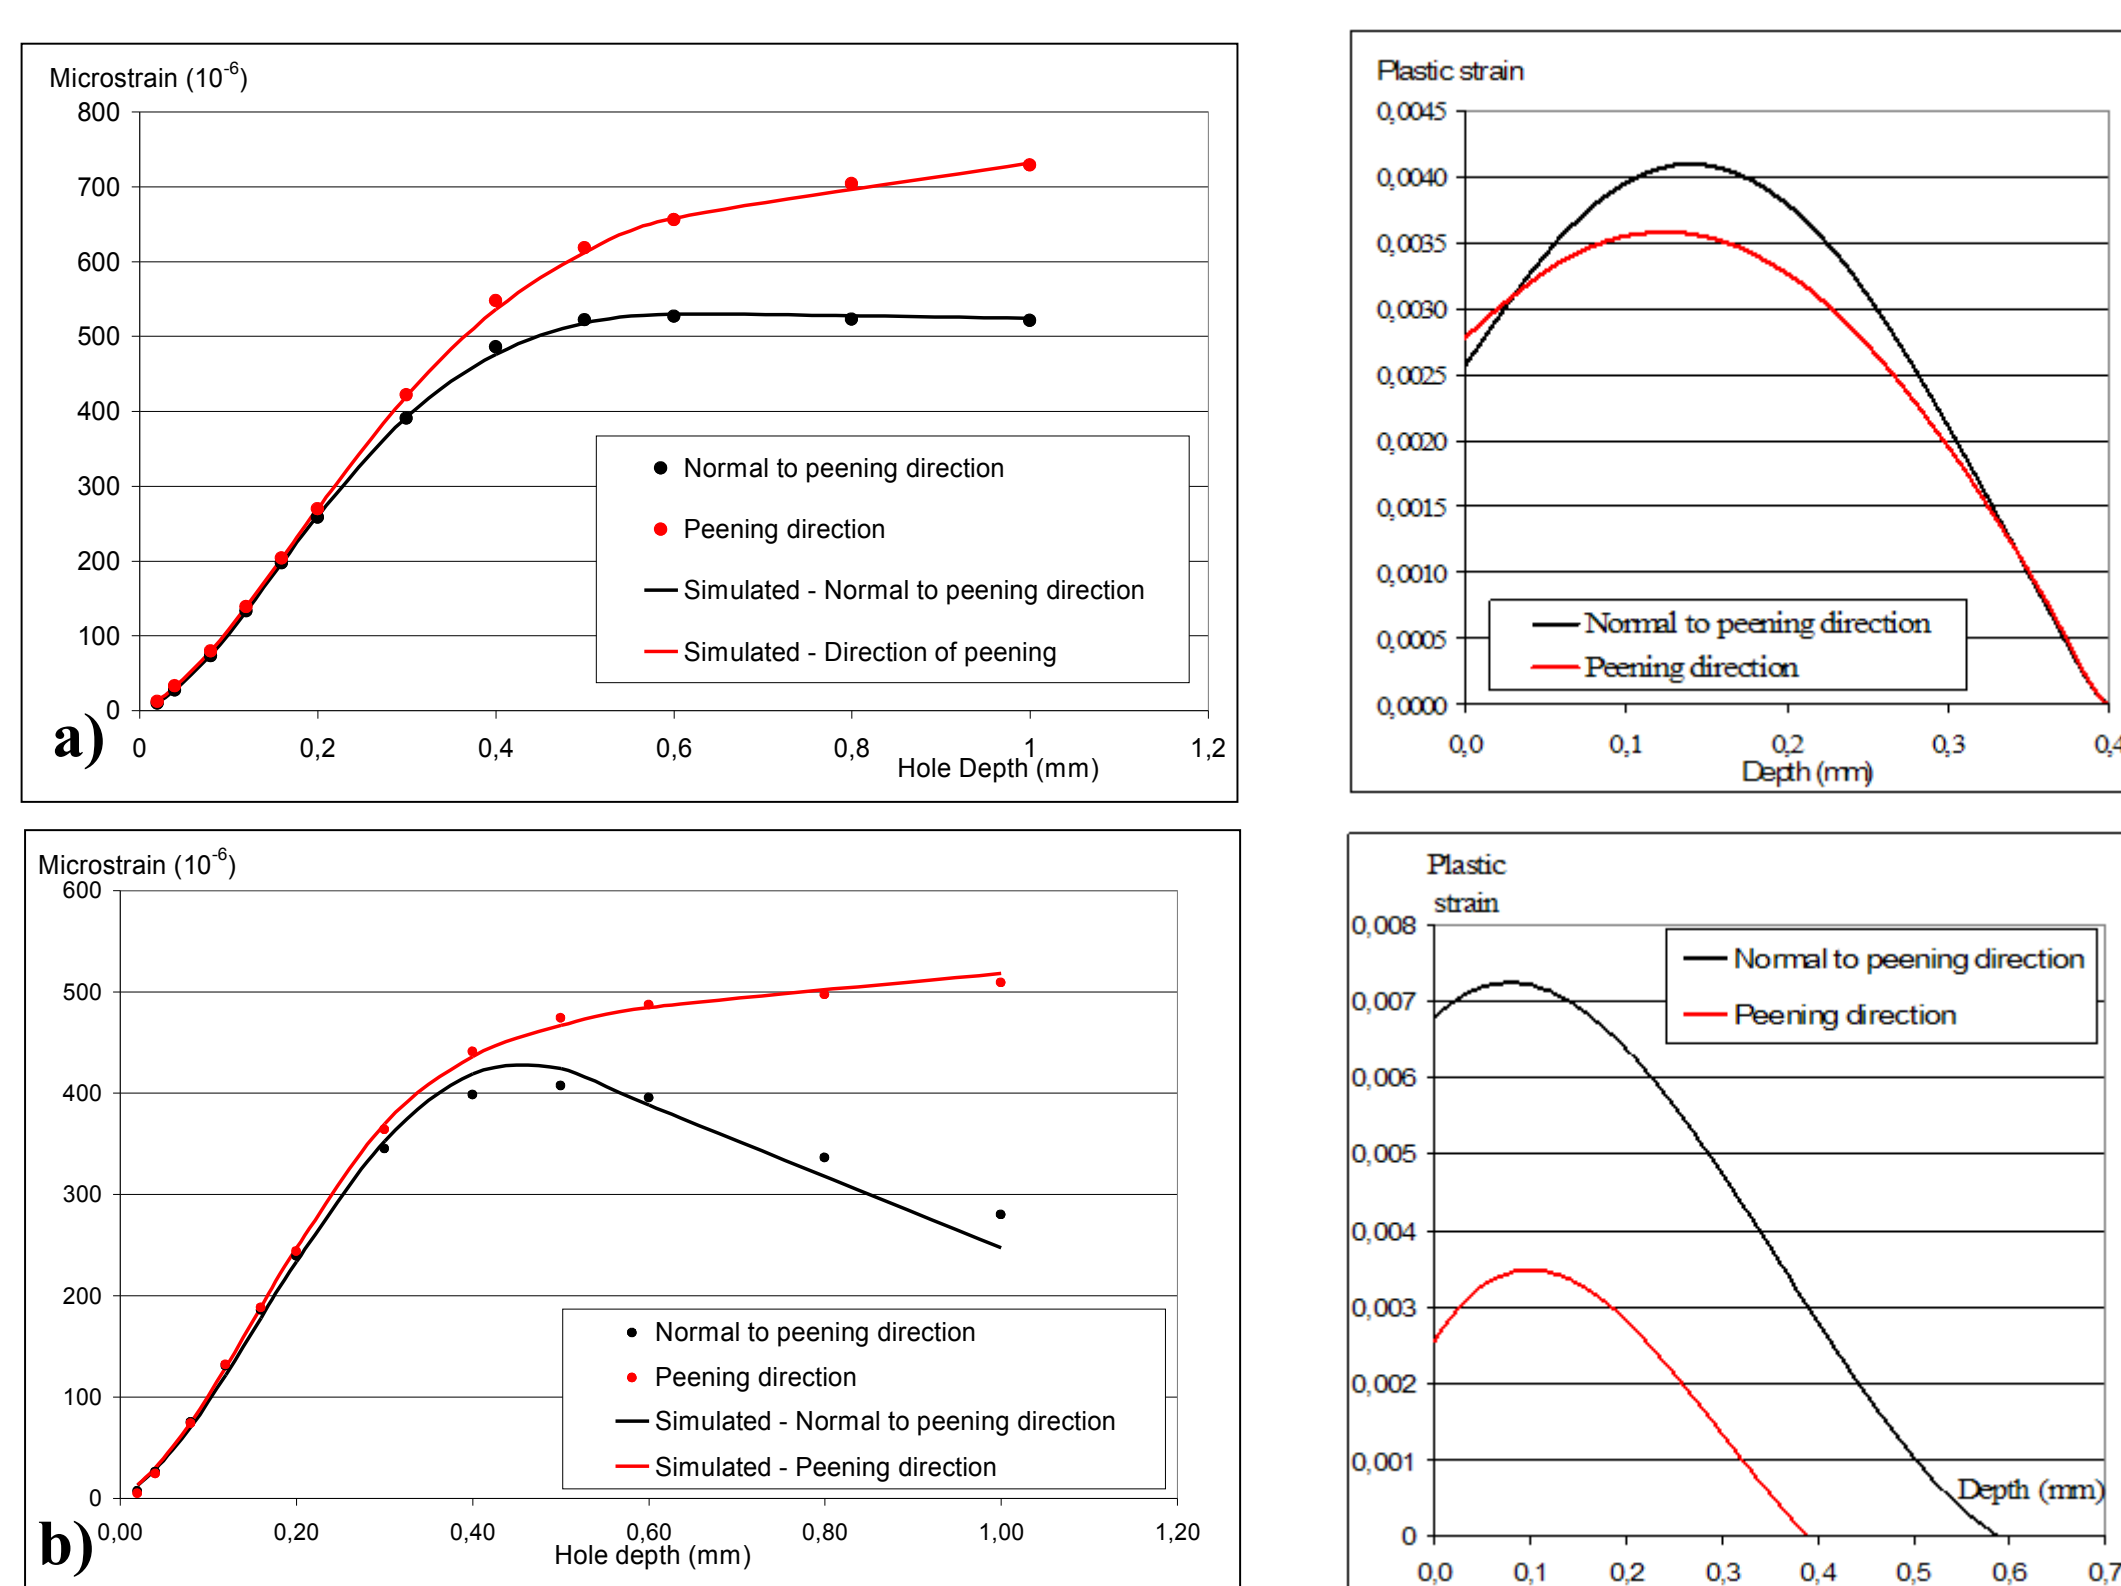 Microstrain (10-6)
800
700
600
500
400
300
200
100
0
0 0,2 0,4 0,6 0,8 1 1,2
Hole Depth (mm)
Normal to peening direction
Peening direction
Simulated - Normal to peening direction
Simulated - Direction of peening
a)
Plastic strain
0,0045
0,0040
0,0035
0,0030
0,0025
0,0020
0,0015
0,0010
0,0005
0,0000
0,0 0,1 0,2 0,3 0,4
Depth (mm)
Normal to peening direction
Peening direction
Microstrain (10-6)
600
500
400
300
200
100
0
0,00 0,20 0,40 0,60 0,80 1,00 1,20
Hole depth (mm)
Normal to peening direction
Peening direction
Simulated - Normal to peening direction
Simulated - Peening direction
b)
Plastic
strain
0,008
0,007
0,006
0,005
0,004
0,003
0,002
0,001
0
0,0 0,1 0,2 0,3 0,4 0,5 0,6 0,7
Depth (mm)
Normal to peening direction
Peening direction